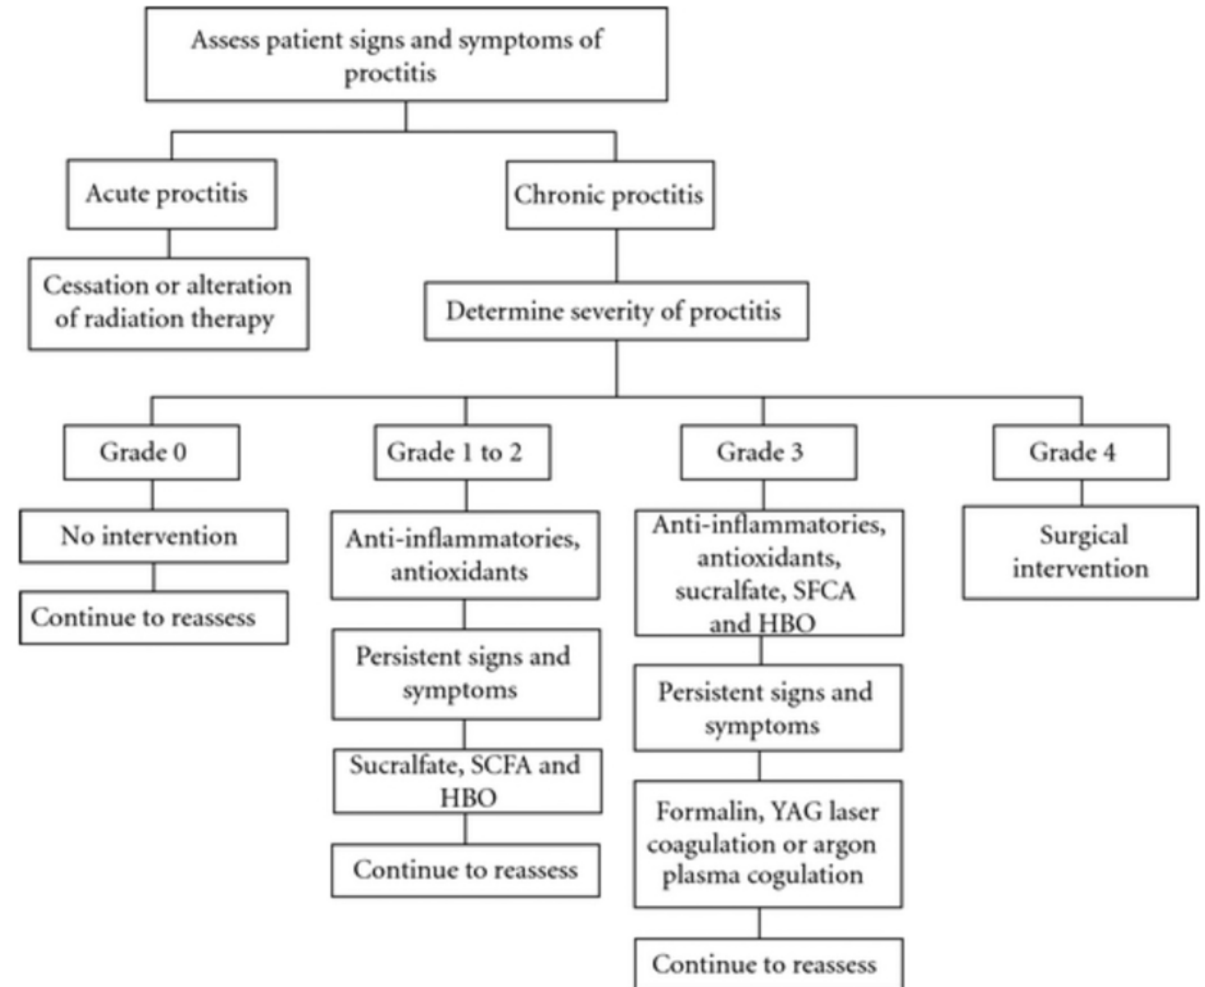 Assess patient signs and symptoms of
proctitis
Acute proctitis
Chronic proctitis
Cessation or alteration
of radiation therapy
Determine severity of proctitis
Grade 0
Grade 1 to 2
Grade 3
Grade 4
No intervention
Continue to reassess
Anti-inflammatories,
antioxidants
Persistent signs and
symptoms
Sucralfate, SCFA and
HBO
Continue to reassess
Anti-inflammatories,
antioxidants,
sucralfate, SFCA
and HBO
Persistent signs and
symptoms
Formalin, YAG laser
coagulation or argon
plasma cogulation
Continue to reassess
Surgical
intervention